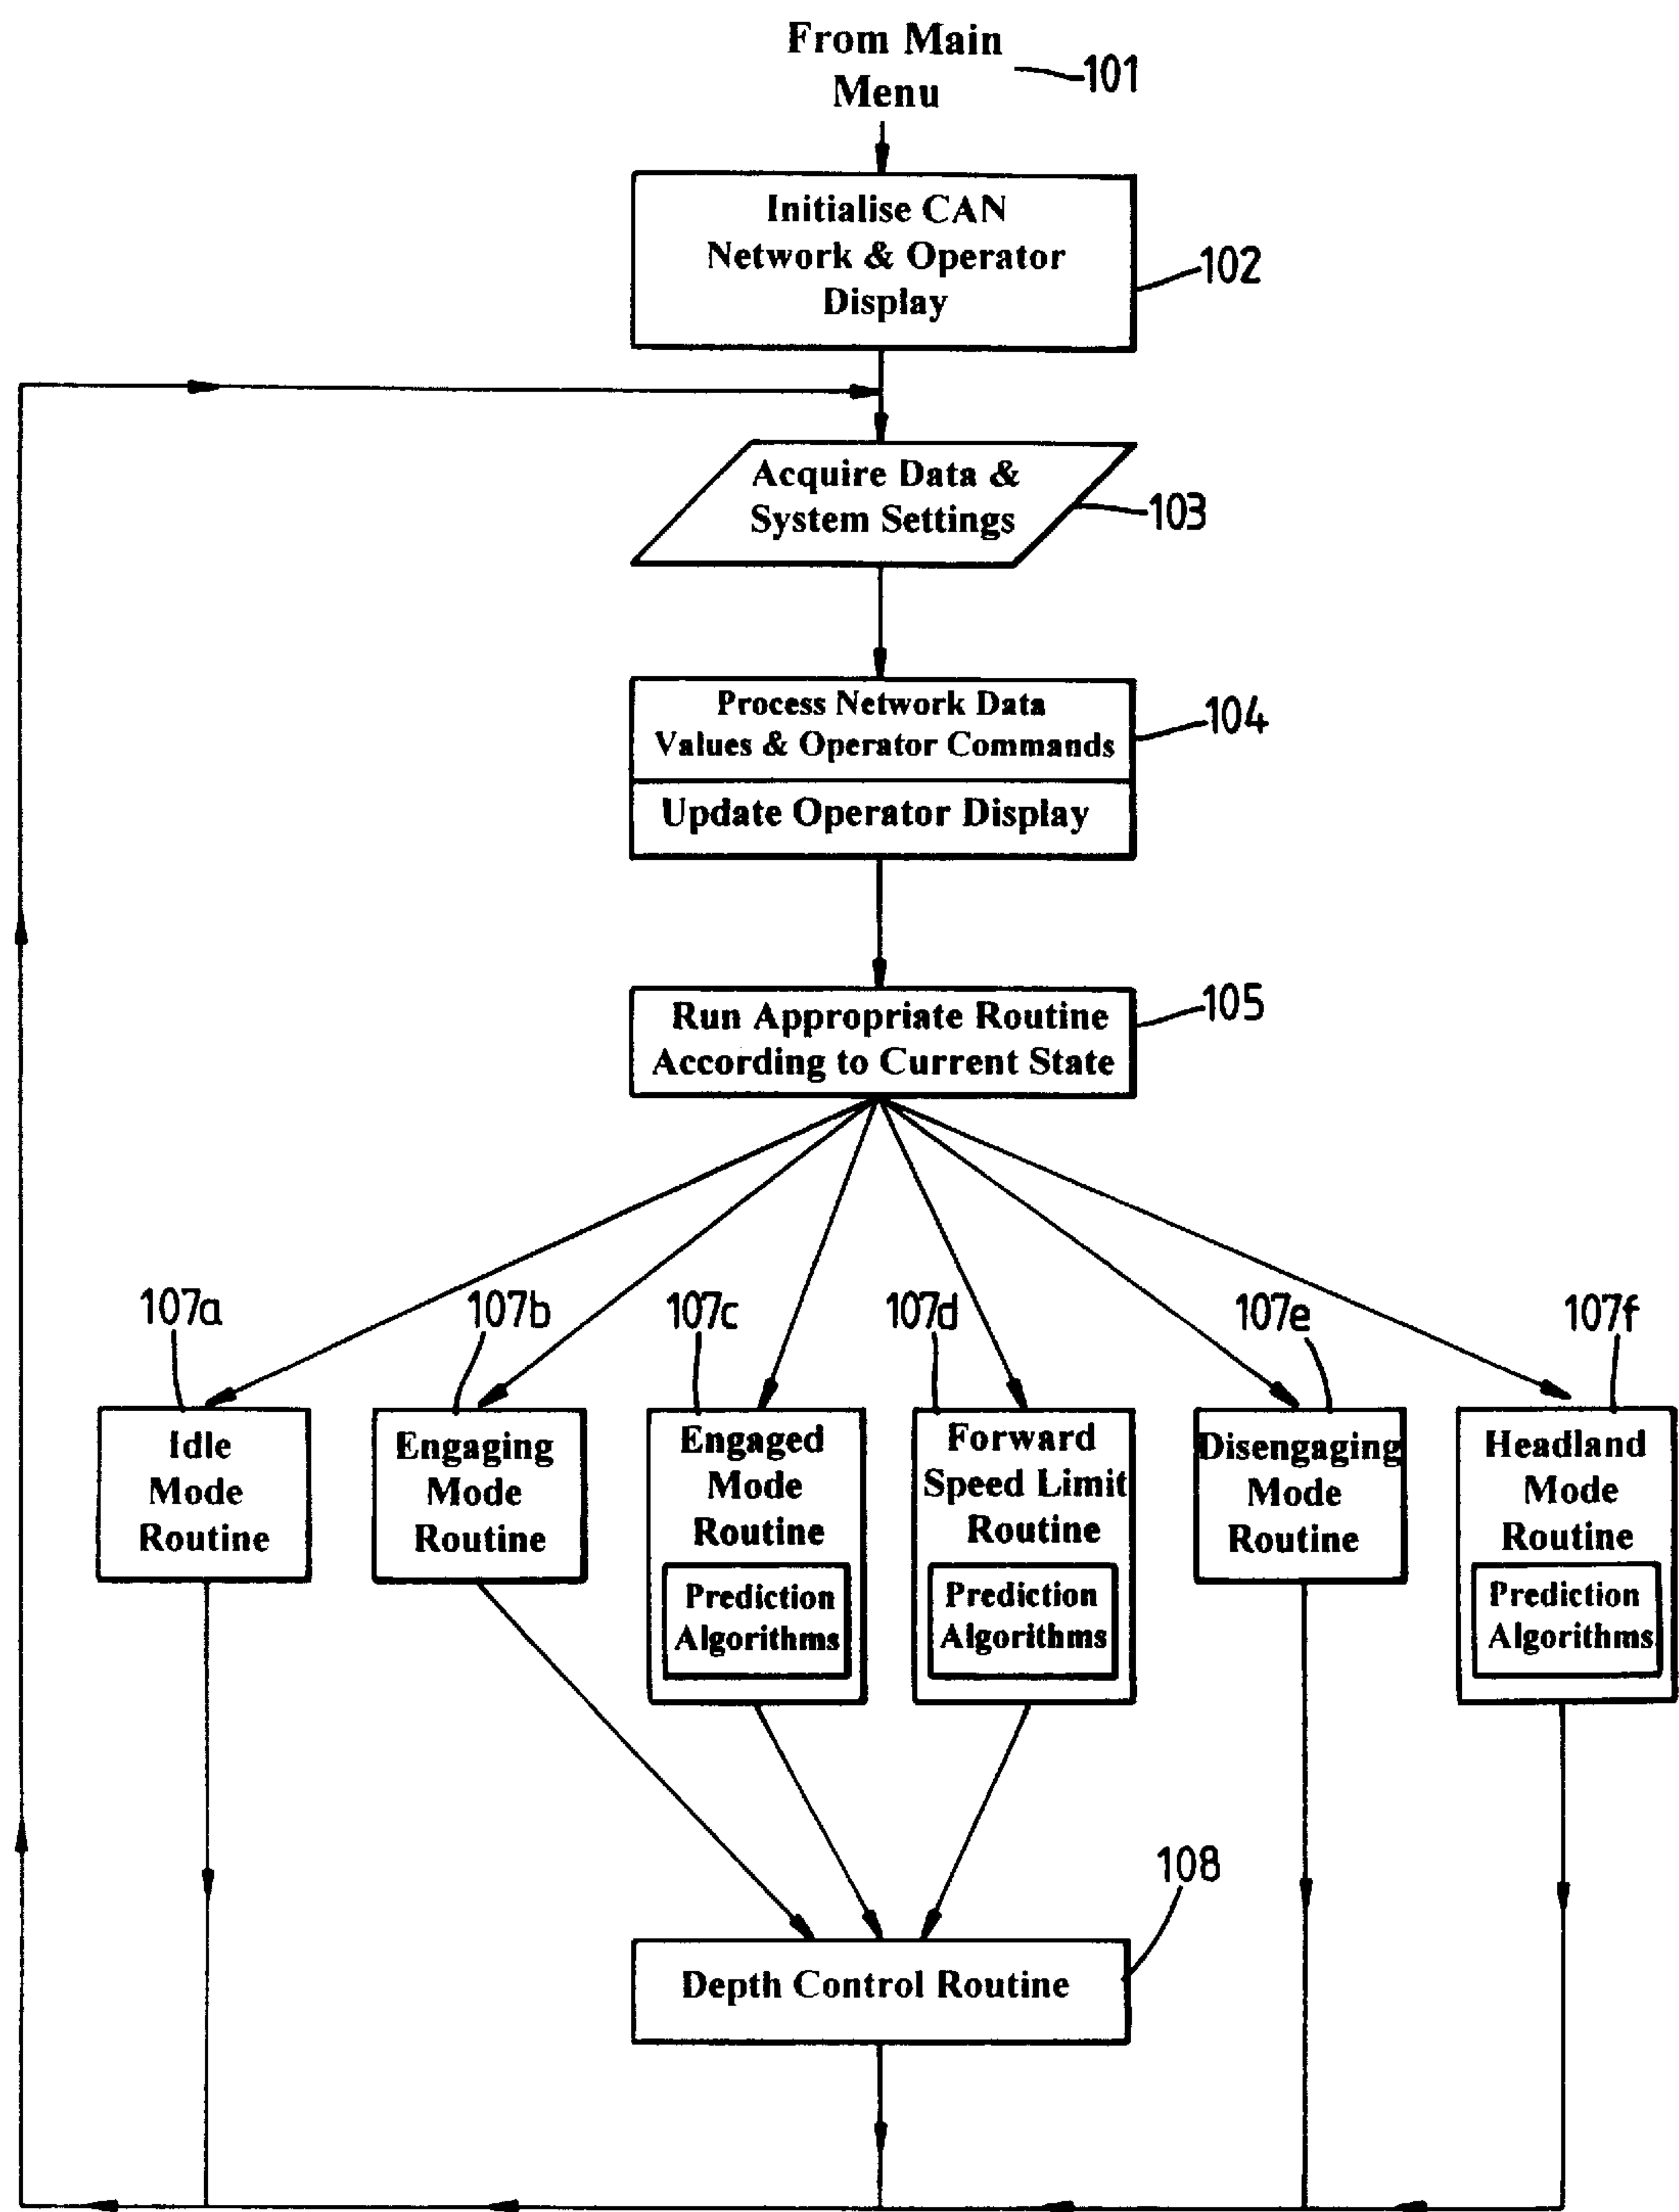 From Main
Menu
101
Initialise CAN
Network & Operator
Display
102
Acquire Data &
System Settings
103
Process Network Data
Values & Operator Commands
104
Update Operator Display
Run Appropriate Routine
According to Current State
105
107a
107b
107c
107d
107e
107f
Idle
Mode
Routine
Engaging
Mode
Routine
Engaged
Mode
Routine
Prediction
Algorithms
Forward
Speed Limit
Routine
Prediction
Algorithms
Disengaging
Mode
Routine
Headland
Mode
Routine
Prediction
Algorithms
108
Depth Control Routine